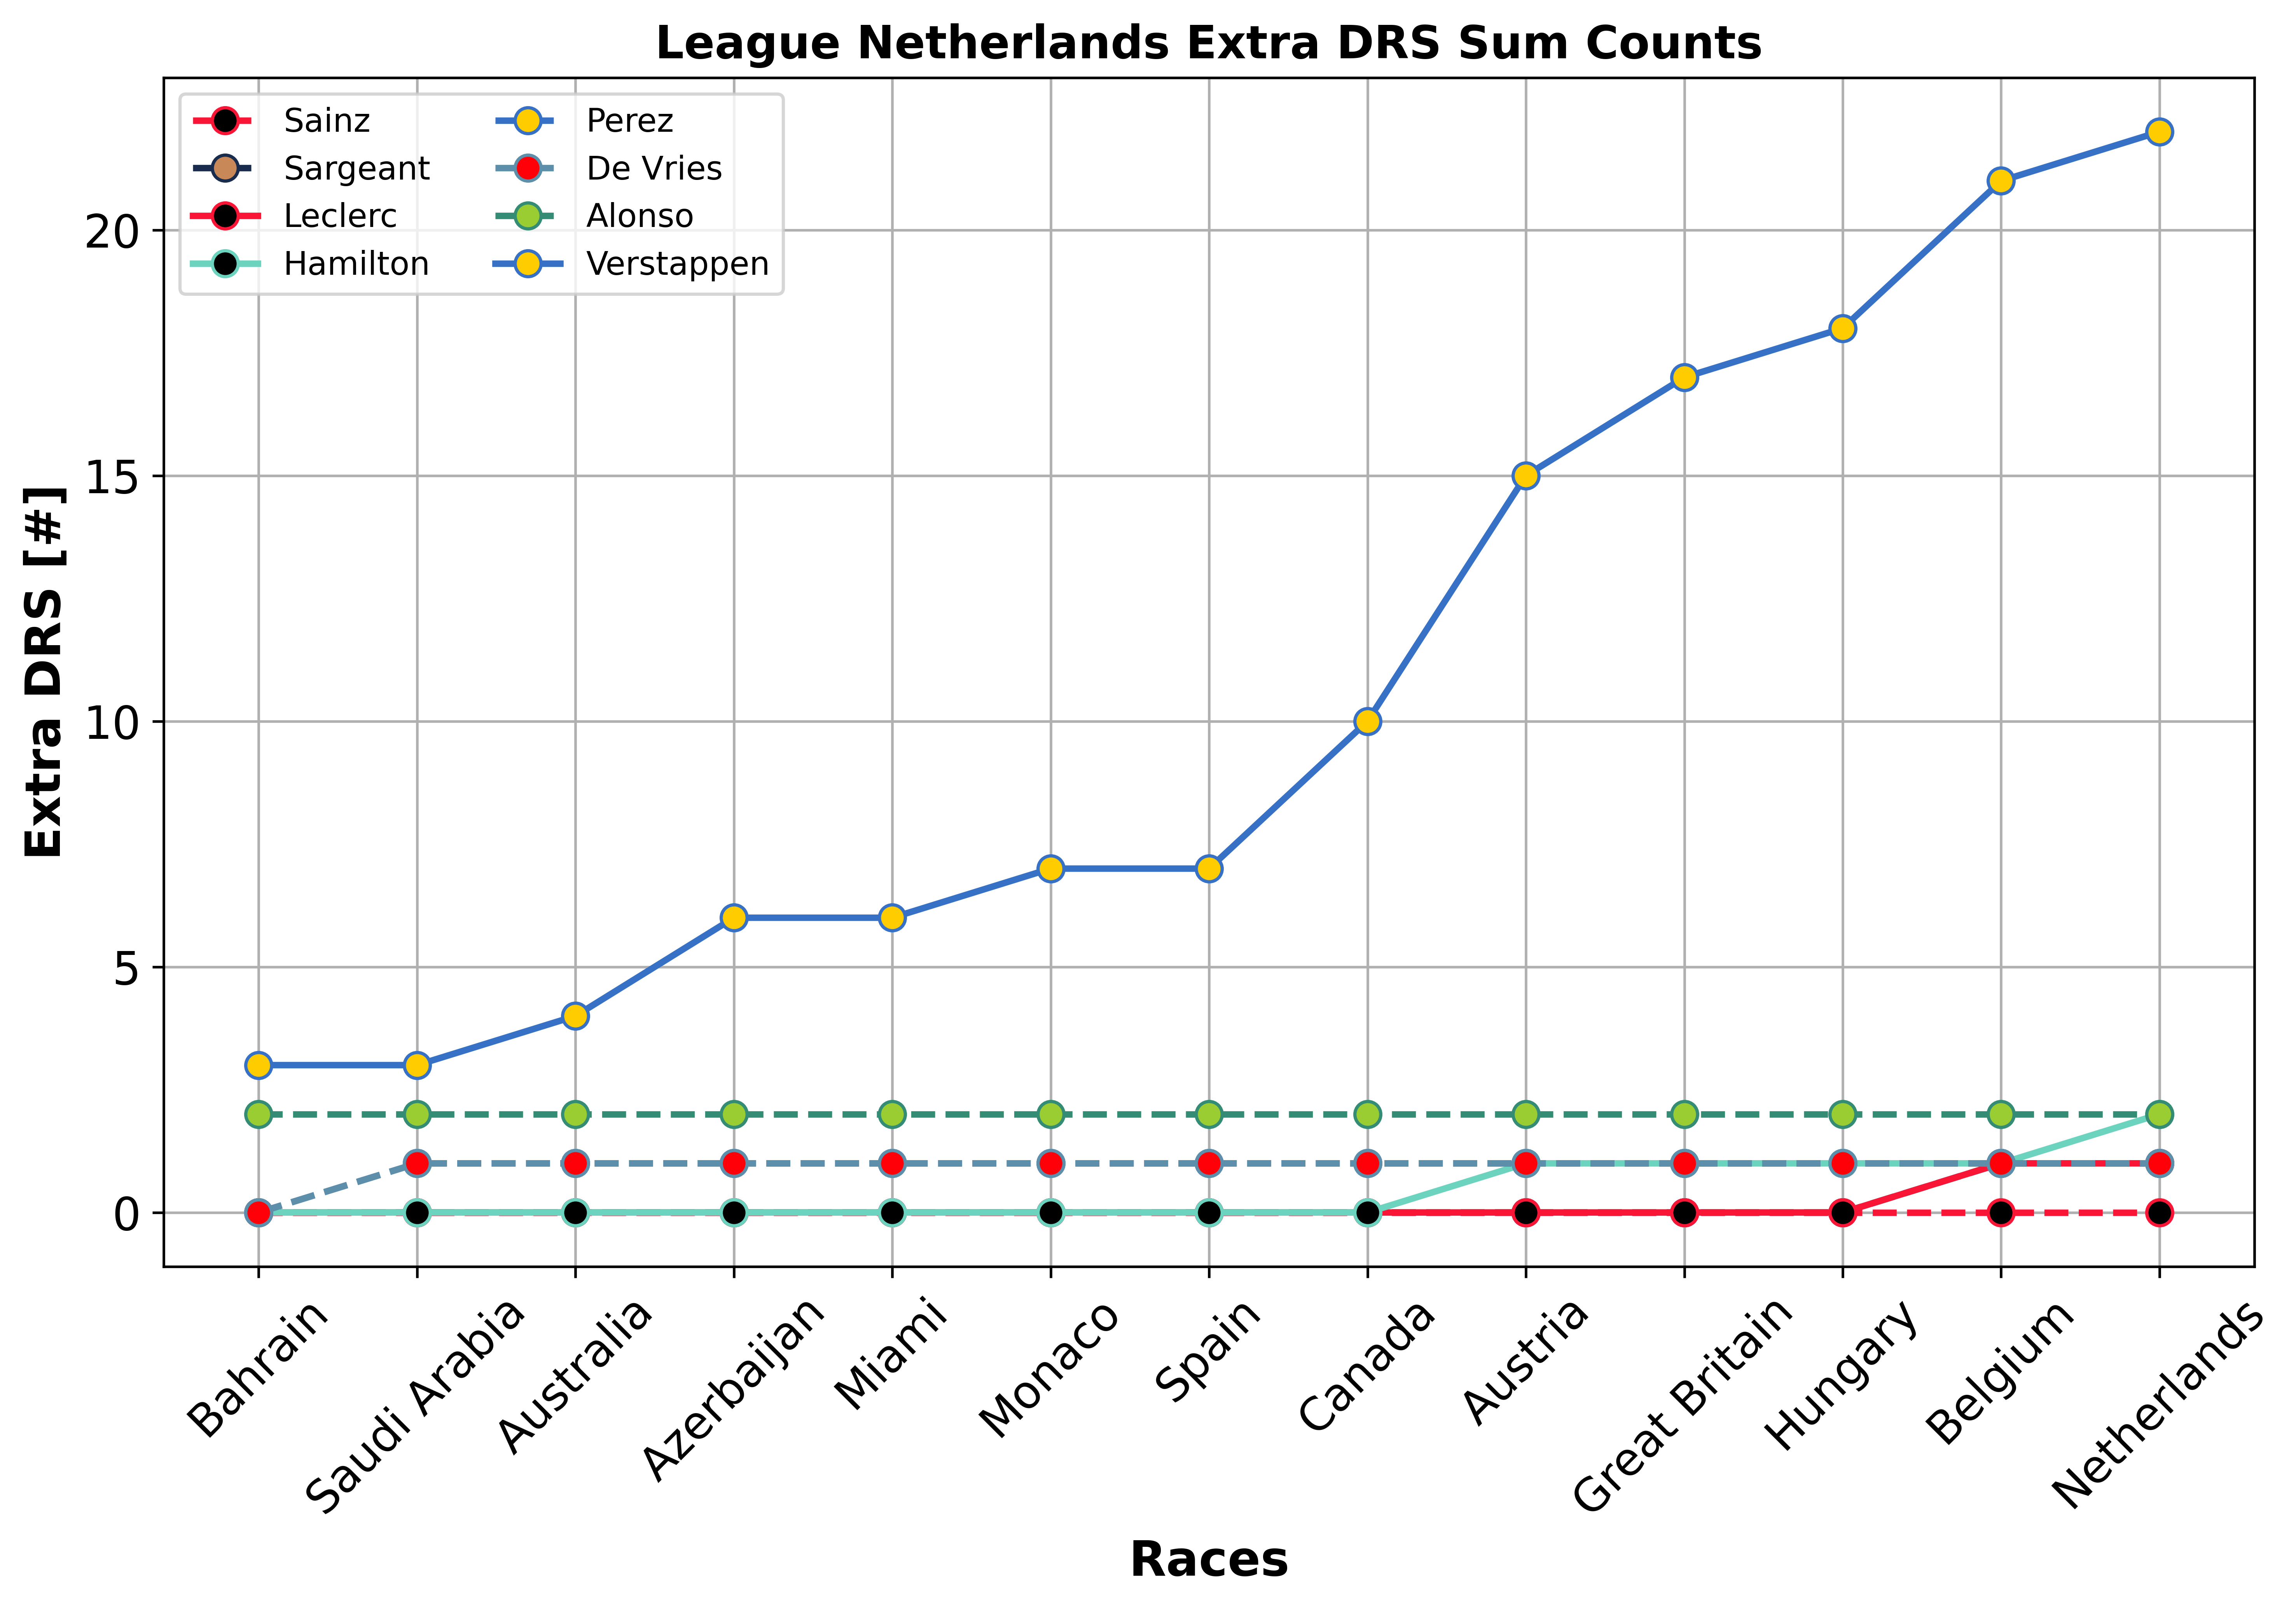 League Netherlands Extra DRS Sum Counts
Sainz
Sargeant
Leclerc
Hamilton
Perez
De Vries
Alonso
Verstappen
Extra DRS [#]
20
15
10
5
0
Bahrain
Saudi Arabia
Australia
Azerbaijan
Miami
Monaco
Spain
Canada
Austria
Great Britain
Hungary
Belgium
Netherlands
Races